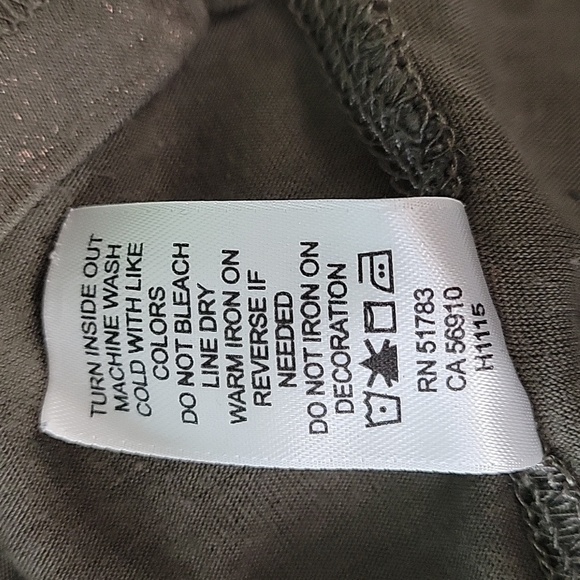 TURN INSIDE OUT
MACHINE WASH
COLD WITH LIKE
COLORS
DO NOT BLEACH
LINE DRY
WARM IRON ON
REVERSE IF
NEEDED
DO NOT IRON ON
DECORATION
RN 51783
CA 56910
H1115